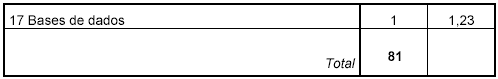 17 Bases de dados 1 1,23
Total 81